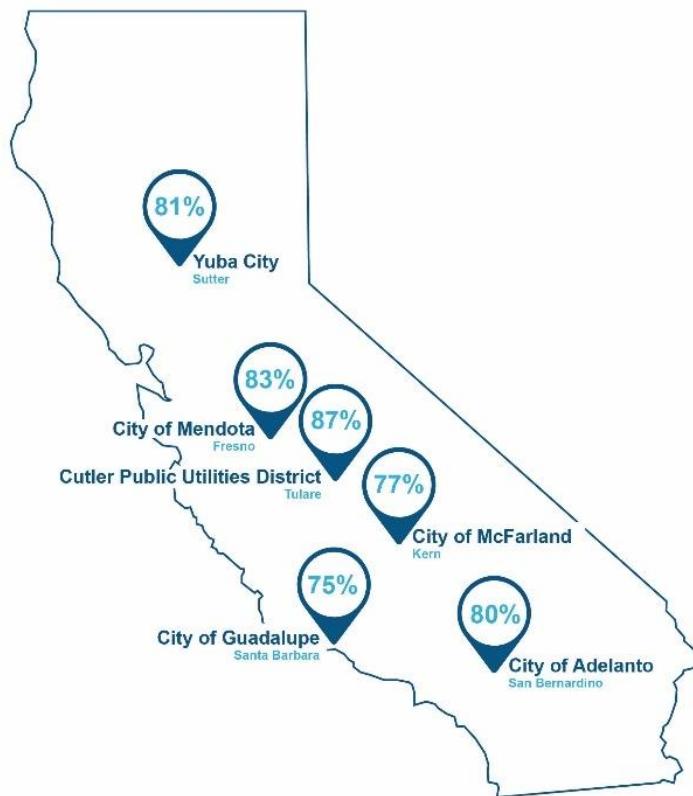 81%
Yuba City
Sutter
83%
City of Mendota
Fresno
87%
Cutler Public Utilities District
Tulare
77%
City of McFarland
Kern
75%
City of Guadalupe
Santa Barbara
80%
City of Adelanto
San Bernardino